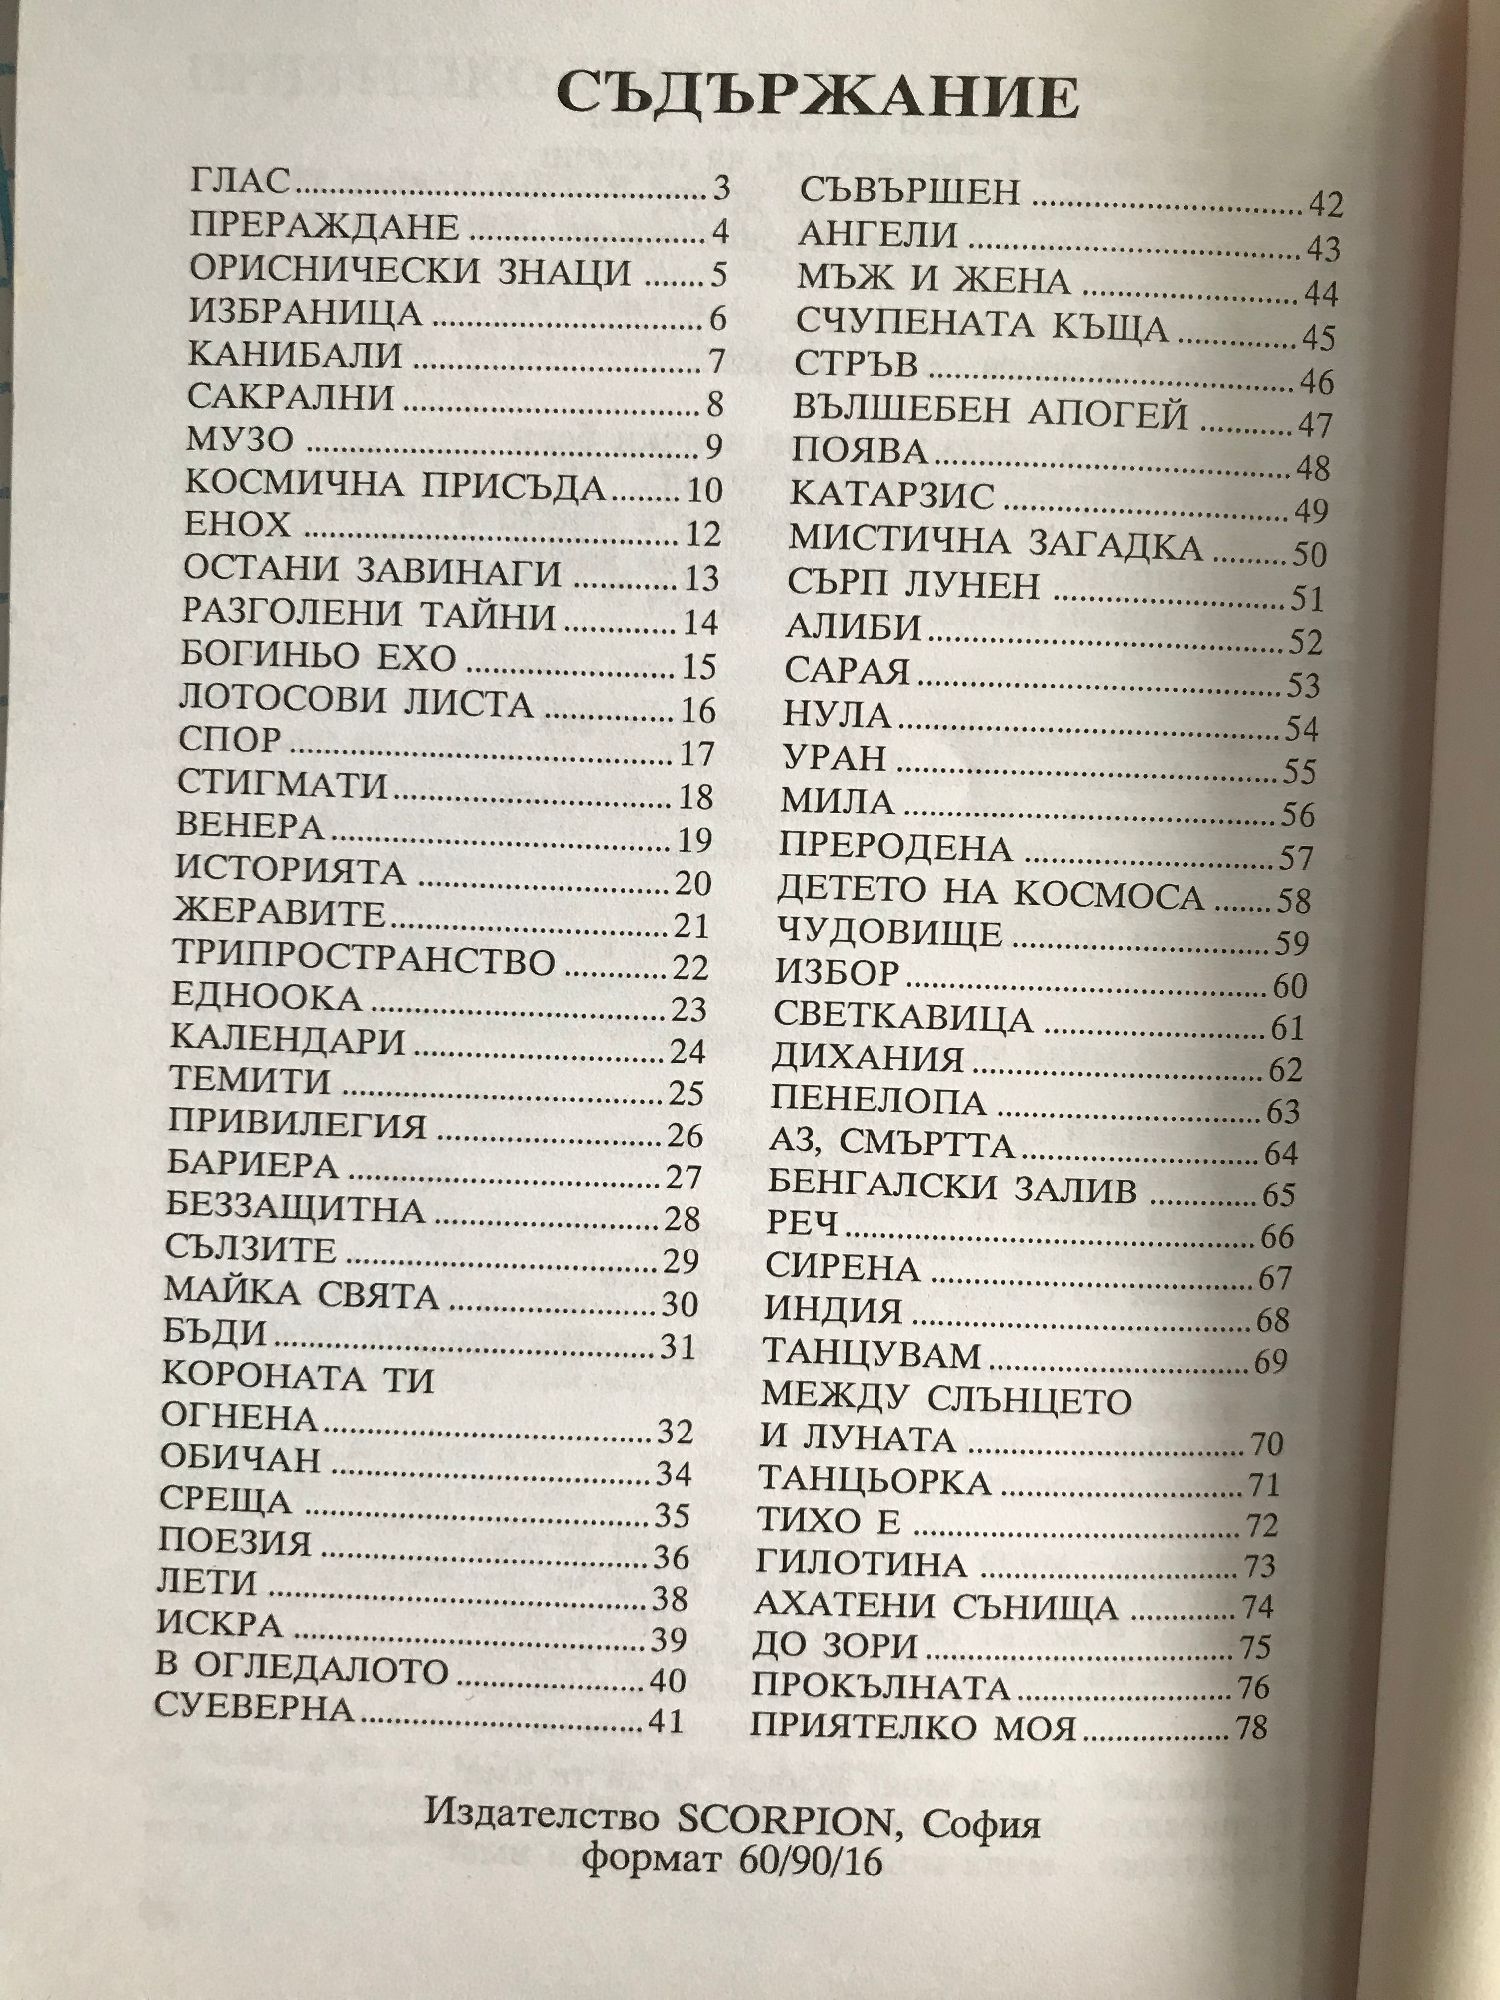 СЪДЪРЖАНИЕ
ГЛАС................................................3
ПРЕРАЖДАНЕ ............................4
ОРИСНИЧЕСКИ ЗНАЦИ .......5
ИЗБРАНИЦА ................................6
КАНИБАЛИ ..................................7
САКРАЛНИ ...................................8
МУЗО ..............................................9
КОСМИЧНА ПРИСЪДА........10
ЕНОХ ............................................12
ОСТАНИ ЗАВИНАГИ ............13
РАЗГОЛЕНИ ТАЙНИ .............14
БОГИНЬО ЕХО ........................15
ЛОТОСОВИ ЛИСТА ...............16
СПОР .............................................17
СТИГМАТИ.................................18
ВЕНЕРА ........................................19
ИСТОРИЯТА .............................20
ЖЕРАВИТЕ.................................21
ТРИПРОСТРАНСТВО ............22
ЕДНООКА ...................................23
КАЛЕНДАРИ .............................24
ТЕМИТИ ......................................25
ПРИВИЛЕГИЯ ..........................26
БАРИЕРА .....................................27
БЕЗЗАЩИТНА ..........................28
СЪЛЗИТЕ .....................................29
МАЙКА СВЯТА ........................30
БЪДИ .............................................31
КОРОНАТА ТИ
ОГНЕНА.......................................32
ОБИЧАН ......................................34
СРЕЩА .........................................35
ПОЕЗИЯ .......................................36
ЛЕТИ .............................................38
ИСКРА ..........................................39
В ОГЛЕДАЛОТО ......................40
СУЕВЕРНА..................................41
СЪВЪРШЕН ................................42
АНГЕЛИ .......................................43
МЪЖ И ЖЕНА .........................44
СЧУПЕНАТА КЪЩА ..............45
СТРЪВ ...........................................46
ВЪЛШЕБЕН АПОГЕЙ ...........47
ПОЯВА ..........................................48
КАТАРЗИС ..................................49
МИСТИЧНА ЗАГАДКА ..........50
СЪРП ЛУНЕН ...........................51
АЛИБИ..........................................52
САРАЯ ...........................................53
НУЛА .............................................54
УРАН .............................................55
МИЛА ............................................56
ПРЕРОДЕНА .............................57
ДЕТЕТО НА КОСМОСА .......58
ЧУДОВИЩЕ ...............................59
ИЗБОР ...........................................60
СВЕТКАВИЦА ..........................61
ДИХАНИЯ ..................................62
ПЕНЕЛОПА ...............................63
АЗ, СМЪРТТА ............................64
БЕНГАЛСКИ ЗАЛИВ .............65
РЕЧ .................................................66
СИРЕНА ......................................67
ИНДИЯ .........................................68
ТАНЦУВАМ ...............................69
МЕЖДУ СЛЪНЦЕТО
И ЛУНАТА .................................70
ТАНЦЬОРКА .............................71
ТИХО Е .......................................72
ГИЛОТИНА ...............................73
АХАТЕНИ СЪНИЩА .............74
ДО ЗОРИ .....................................75
ПРОКЪЛНАТА .........................76
ПРИЯТЕЛКО МОЯ .................78
Издателство SCORPION, София
формат 60/90/16